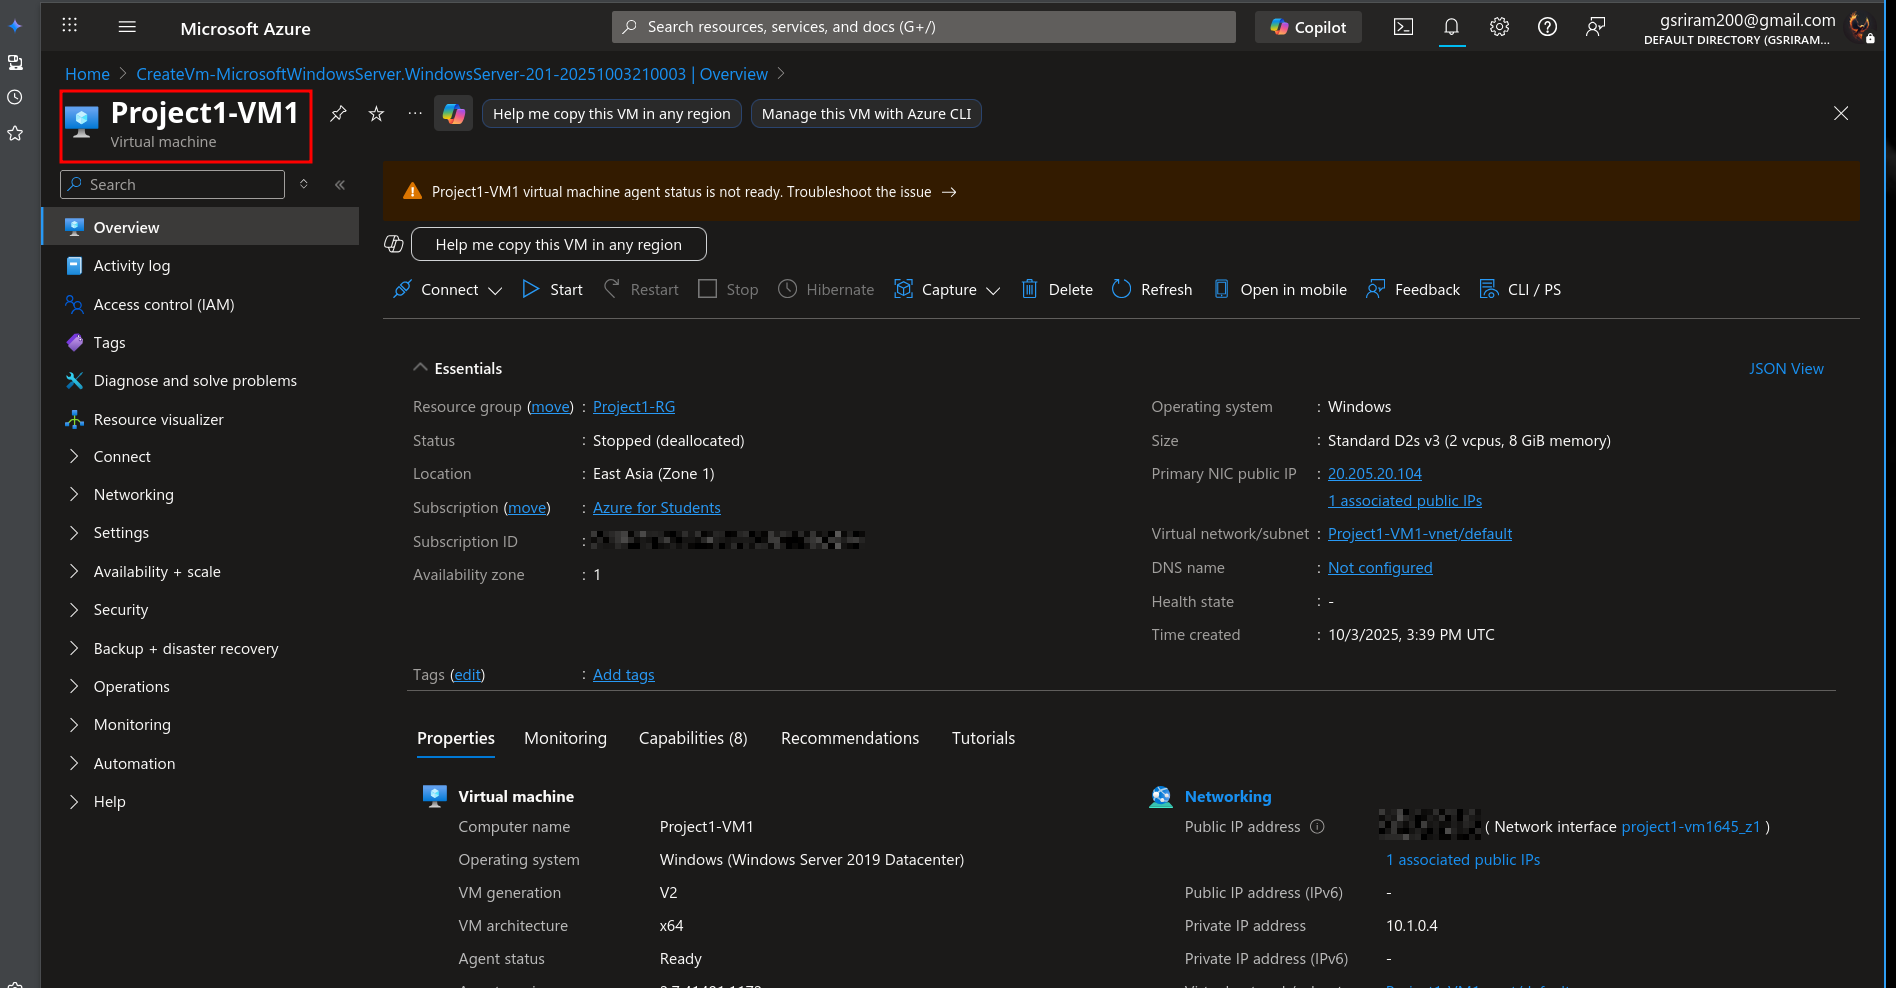 Microsoft Azure
Search resources, services, and docs (G+/)
Copilot
gsriram200@gmail.com
DEFAULT DIRECTORY (GSRIRAM...
Home > CreateVm-MicrosoftWindowsServer.WindowsServer-201-20251003210003 | Overview >
Project1-VM1
Virtual machine
... Help me copy this VM in any region Manage this VM with Azure CLI
Search
Overview
Activity log
Access control (IAM)
Tags
Diagnose and solve problems
Resource visualizer
Connect
Networking
Settings
Availability + scale
Security
Backup + disaster recovery
Operations
Monitoring
Automation
Help
Project1-VM1 virtual machine agent status is not ready. Troubleshoot the issue →
Help me copy this VM in any region
Connect Start Restart Stop Hibernate Capture Delete Refresh Open in mobile Feedback CLI / PS
Essentials
JSON View
Resource group (move) : Project1-RG
Status : Stopped (deallocated)
Location : East Asia (Zone 1)
Subscription (move) : Azure for Students
Subscription ID :
Availability zone : 1
Operating system : Windows
Size : Standard D2s v3 (2 vcpus, 8 GiB memory)
Primary NIC public IP : 20.205.20.104
1 associated public IPs
Virtual network/subnet : Project1-VM1-vnet/default
DNS name : Not configured
Health state : -
Time created : 10/3/2025, 3:39 PM UTC
Tags (edit) : Add tags
Properties Monitoring Capabilities (8) Recommendations Tutorials
Virtual machine
Computer name Project1-VM1
Operating system Windows (Windows Server 2019 Datacenter)
VM generation V2
VM architecture x64
Agent status Ready
Networking
Public IP address ( Network interface project1-vm1645_z1 )
1 associated public IPs
Public IP address (IPv6) -
Private IP address 10.1.0.4
Private IP address (IPv6) -